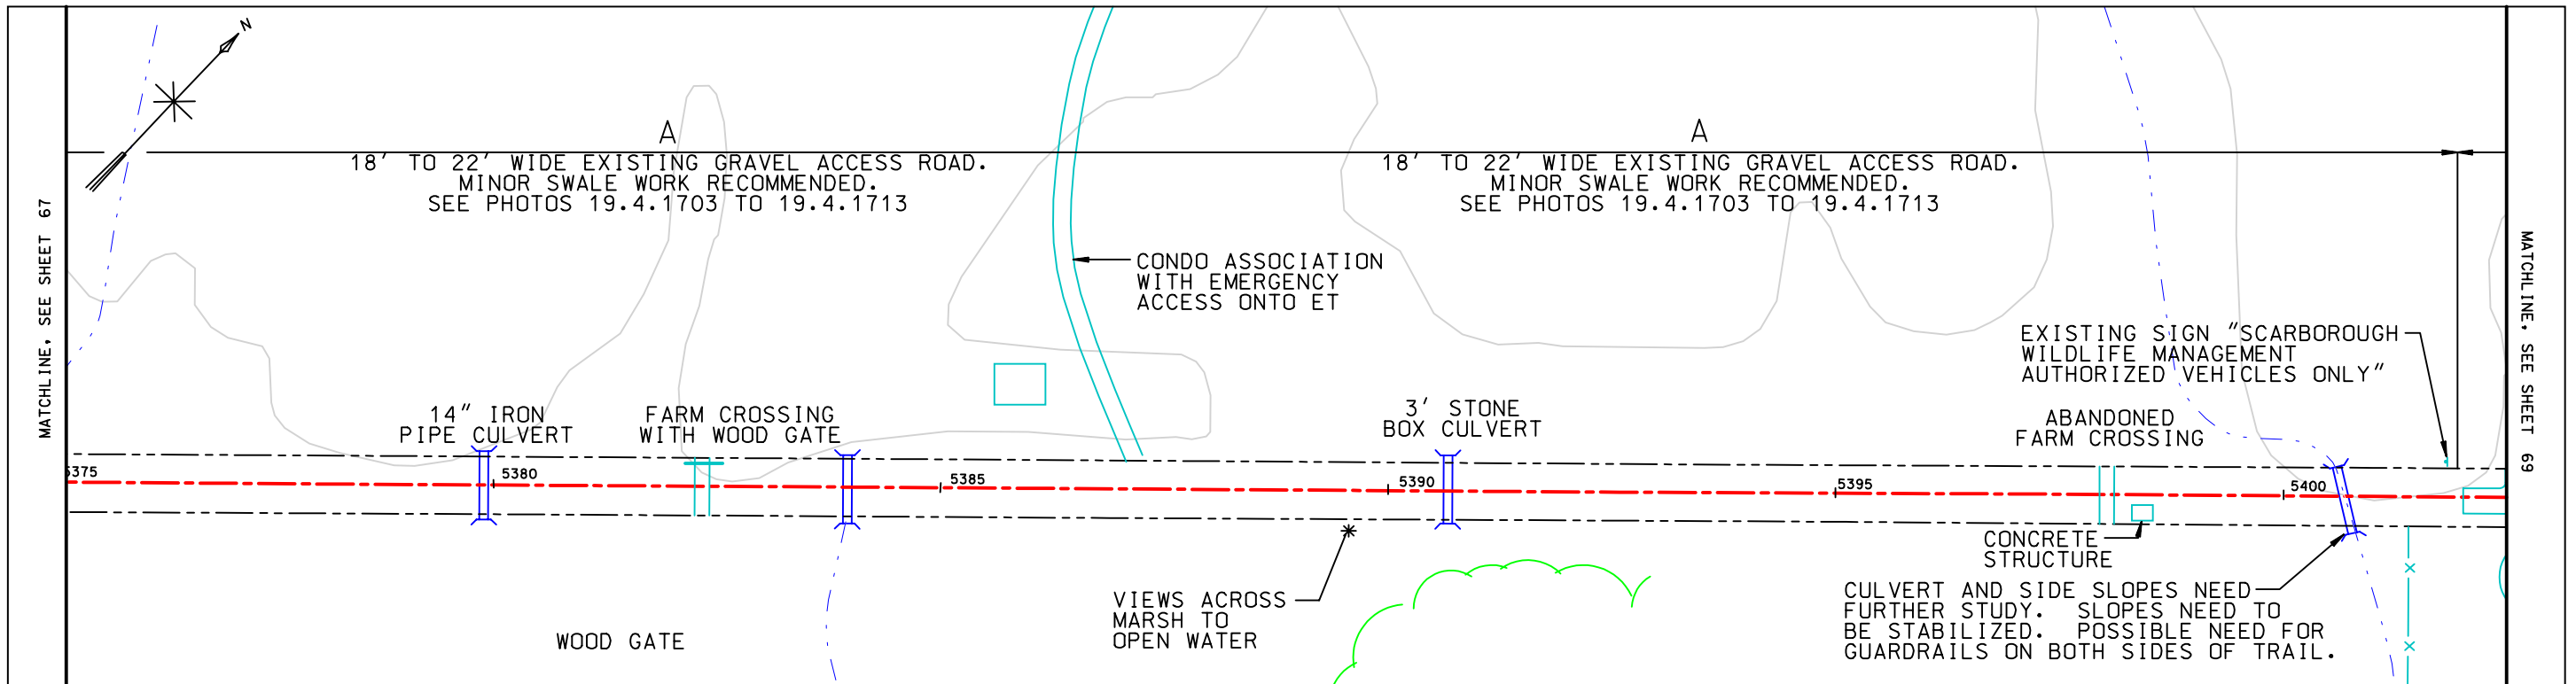 N
A
18' TO 22' WIDE EXISTING GRAVEL ACCESS ROAD.
MINOR SWALE WORK RECOMMENDED.
SEE PHOTOS 19.4.1703 TO 19.4.1713
A
18' TO 22' WIDE EXISTING GRAVEL ACCESS ROAD.
MINOR SWALE WORK RECOMMENDED.
SEE PHOTOS 19.4.1703 TO 19.4.1713
MATCHLINE, SEE SHEET 67
MATCHLINE, SEE SHEET 69
CONDO ASSOCIATION
WITH EMERGENCY
ACCESS ONTO ET
EXISTING SIGN "SCARBOROUGH
WILDLIFE MANAGEMENT
AUTHORIZED VEHICLES ONLY"
14" IRON
PIPE CULVERT
FARM CROSSING
WITH WOOD GATE
3' STONE
BOX CULVERT
ABANDONED
FARM CROSSING
5375
5380
5385
5390
5395
5400
CONCRETE
STRUCTURE
VIEWS ACROSS
MARSH TO
OPEN WATER
WOOD GATE
CULVERT AND SIDE SLOPES NEED
FURTHER STUDY. SLOPES NEED TO
BE STABILIZED. POSSIBLE NEED FOR
GUARDRAILS ON BOTH SIDES OF TRAIL.